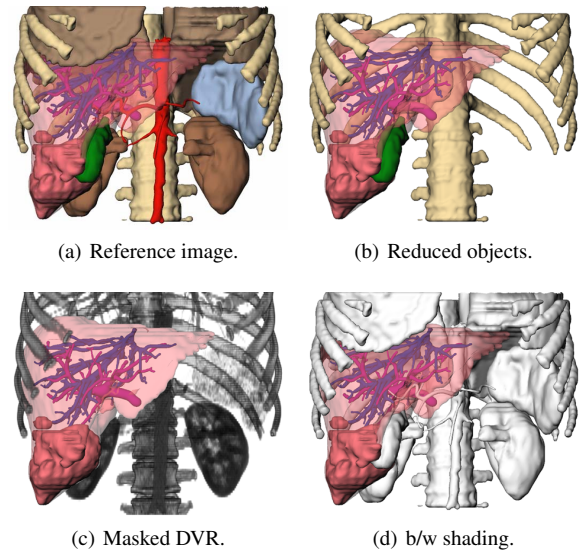 (a) Reference image.
(b) Reduced objects.
(c) Masked DVR.
(d) b/w shading.